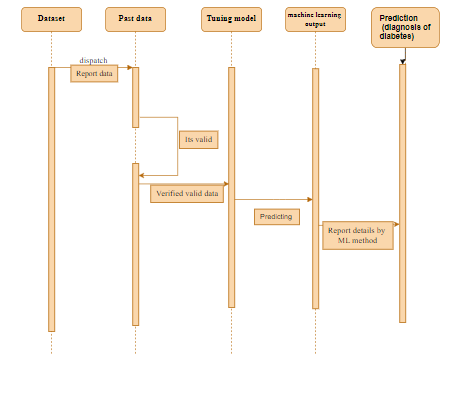 Dataset
Past data
Tuning model
machine learning
output
Prediction
(diagnosis of
diabetes)
dispatch
Report data
Its valid
Verified valid data
Predicting
Report details by
ML method